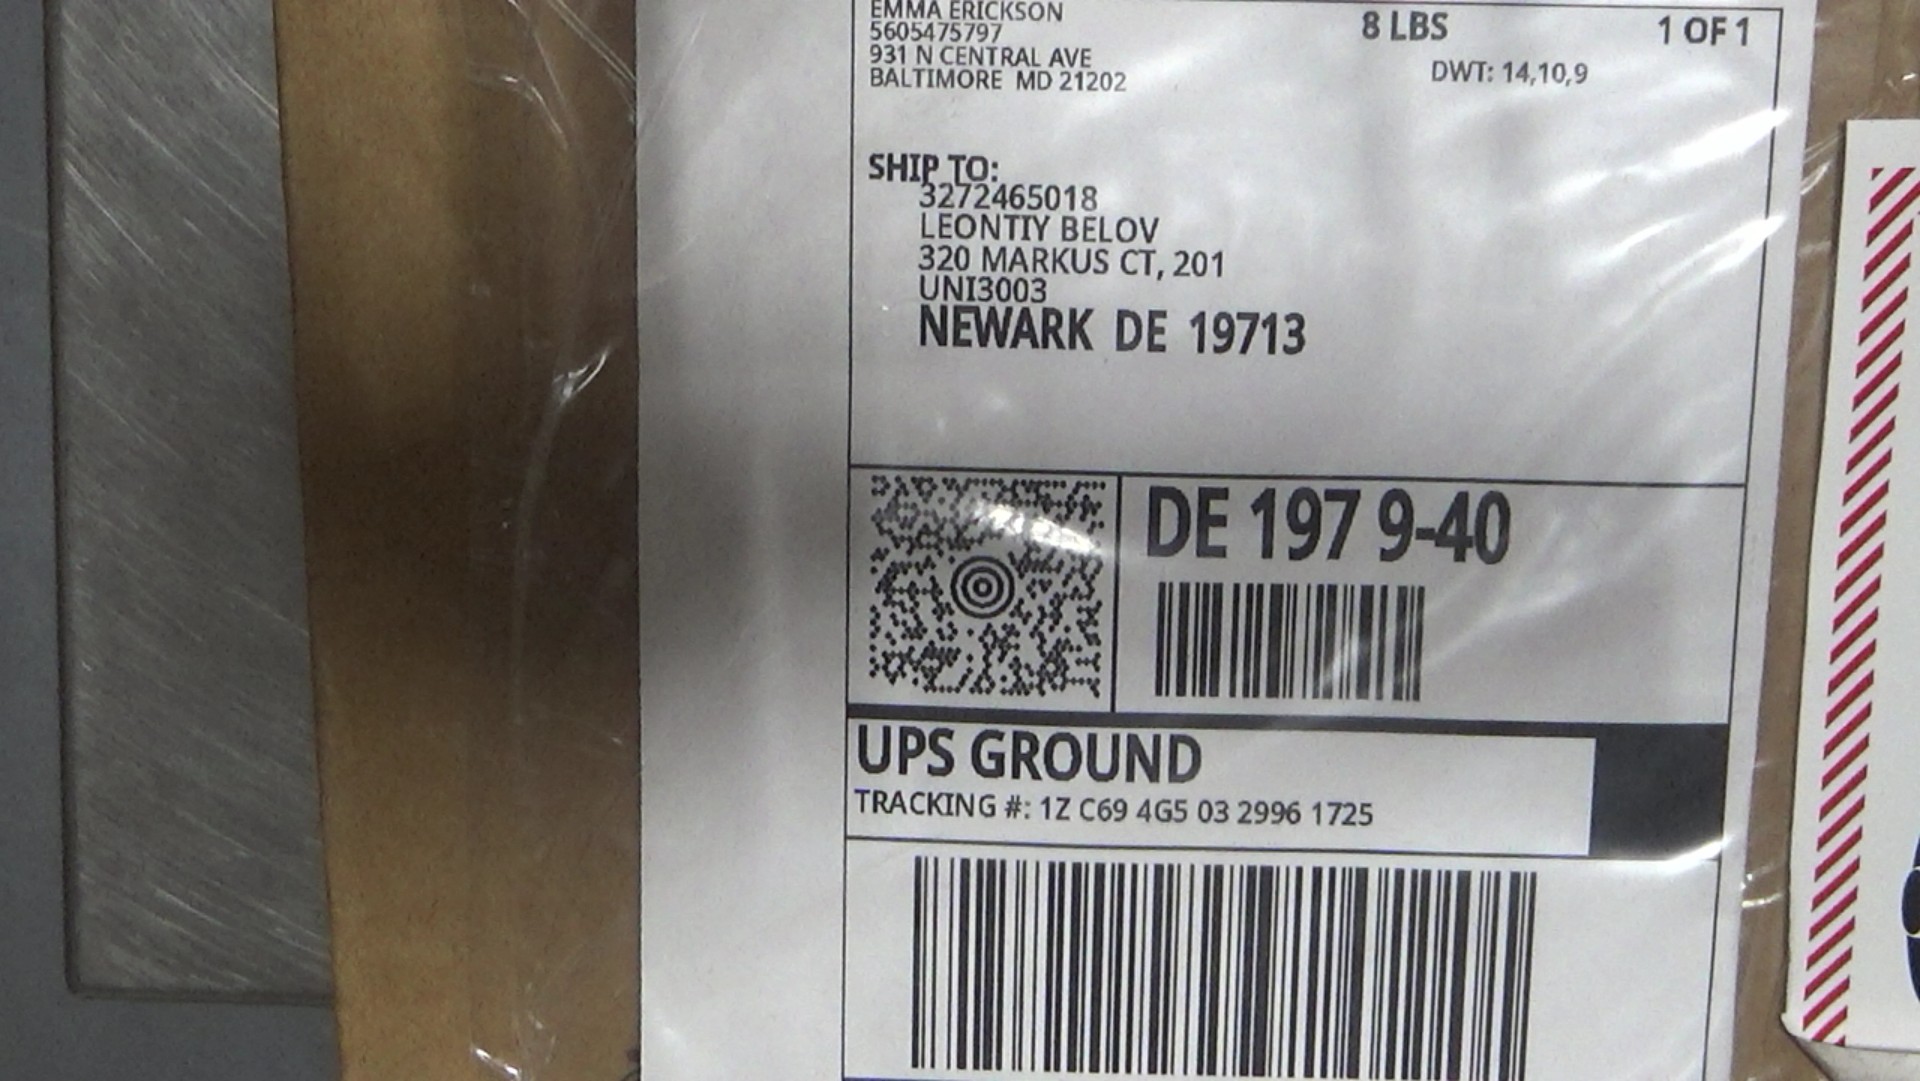 EMMA ERICKSON
5605475797
931 N CENTRAL AVE
BALTIMORE MD 21202
8 LBS
1 OF 1
DWT: 14,10,9
SHIP TO:
3272465018
LEONTIY BELOV
320 MARKUS CT, 201
UNI3003
NEWARK DE 19713
DE 197 9-40
UPS GROUND
TRACKING #: 1Z C69 4G5 03 2996 1725